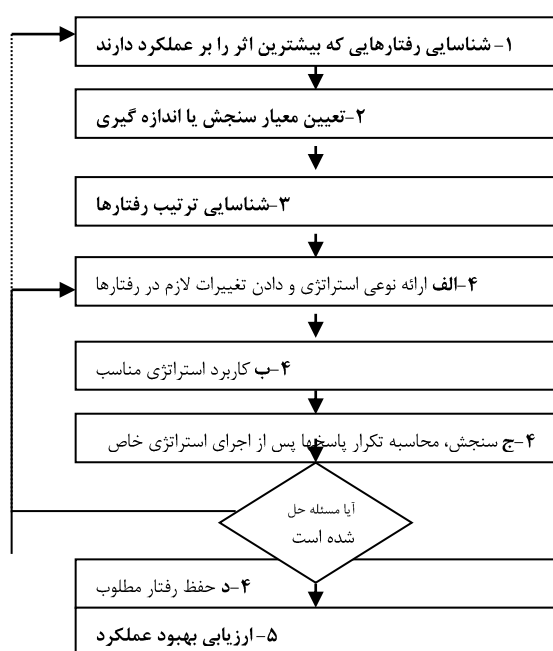 ۱- شناسایی رفتارهایی که بیشترین اثر را بر عملکرد دارند
۲-تعیین معیار سنجش یا اندازه گیری
۳-شناسایی ترتیب رفتارها
۴-الف ارائه نوعی استراتژی و دادن تغییرات لازم در رفتارها
۴-ب کاربرد استراتژی مناسب
۴-ج سنجش، محاسبه تکرار پاسخها پس از اجرای استراتژی خاص
آیا مسئله حل
شده است
۴-د حفظ رفتار مطلوب
۵- ارزیابی بهبود عملکرد